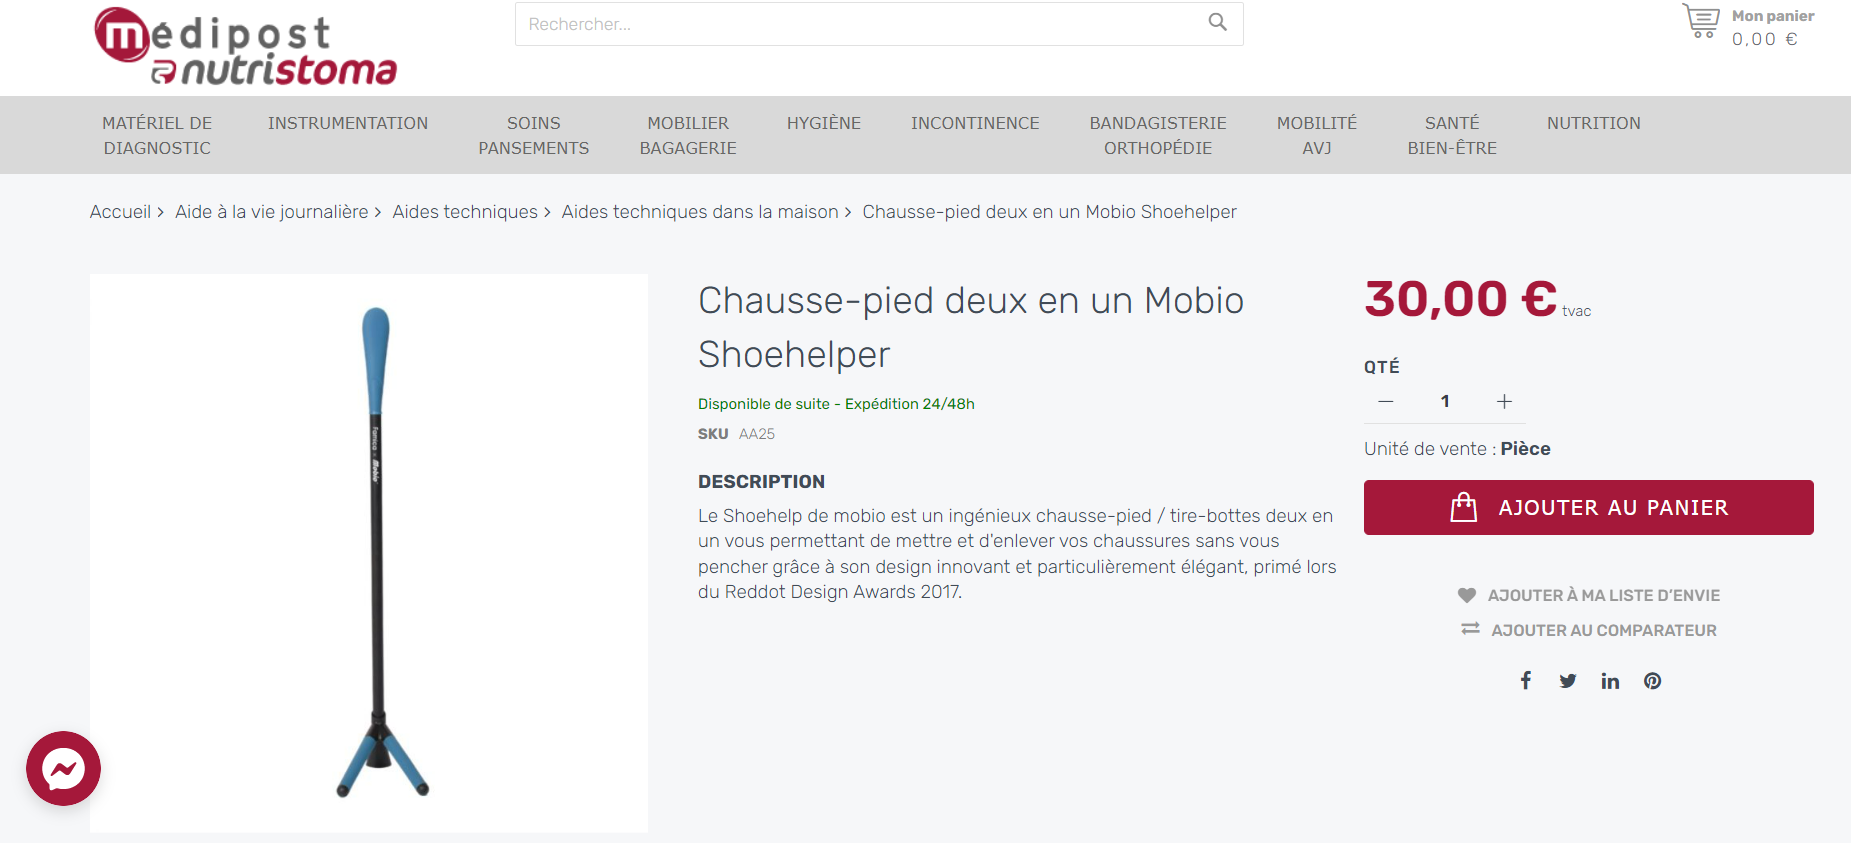 médipost
nutristoma
Rechercher...
Mon panier
0,00 €
MATÉRIEL DE
DIAGNOSTIC
INSTRUMENTATION
SOINS
PANSEMENTS
MOBILIER
BAGAGERIE
HYGIÈNE
INCONTINENCE
BANDAGISTERIE
ORTHOPÉDIE
MOBILITÉ
AVJ
SANTÉ
BIEN-ÊTRE
NUTRITION
Accueil > Aide à la vie journalière > Aides techniques > Aides techniques dans la maison > Chausse-pied deux en un Mobio Shoehelper
Fanica x Mobio
Chausse-pied deux en un Mobio
Shoehelper
Disponible de suite - Expédition 24/48h
SKU AA25
DESCRIPTION
Le Shoehelp de mobio est un ingénieux chausse-pied / tire-bottes deux en
un vous permettant de mettre et d'enlever vos chaussures sans vous
pencher grâce à son design innovant et particulièrement élégant, primé lors
du Reddot Design Awards 2017.
30,00 € tvac
QTÉ
— 1 +
Unité de vente : Pièce
AJOUTER AU PANIER
AJOUTER À MA LISTE D'ENVIE
AJOUTER AU COMPARATEUR